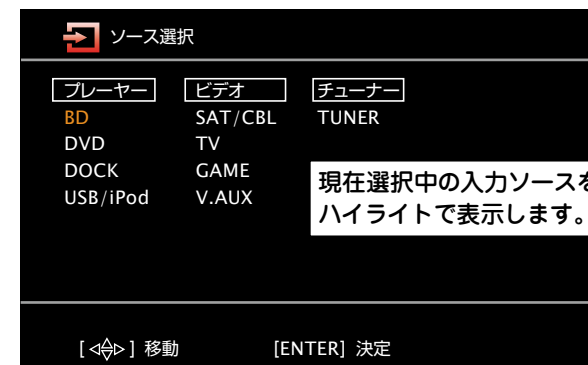 ソース選択
プレーヤー ビデオ チューナー
BD SAT/CBL TUNER
DVD TV
DOCK GAME
USB/iPod V.AUX
現在選択中の入力ソースを
ハイライトで表示します。
[◁△▽▷] 移動 [ENTER] 決定